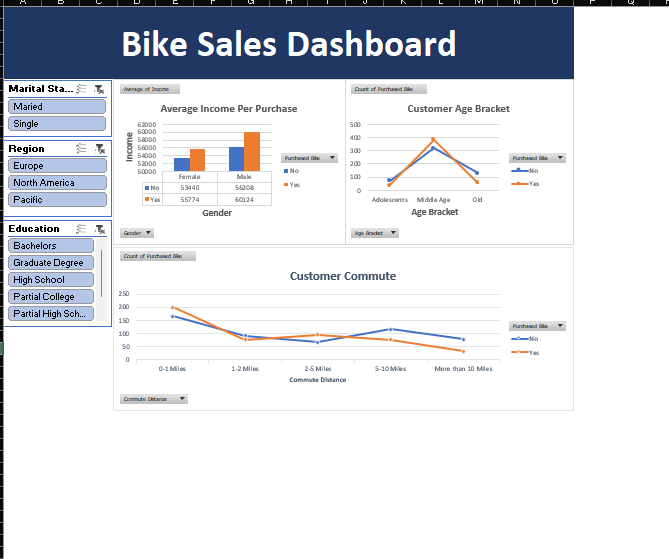 A B C D E F G H I J K L M N O P Q R
Bike Sales Dashboard
Marital Sta...
Maried
Single
Region
Europe
North America
Pacific
Education
Bachelors
Graduate Degree
High School
Partial College
Partial High Sch...
Average of Income
Average Income Per Purchase
Income
62000
60000
58000
56000
54000
52000
50000
Female Male
No 53440 56208
Yes 55774 60124
Gender
Purchased Bike
No
Yes
Gender
Count of Purchased Bike
Customer Age Bracket
500
400
300
200
100
0
Adolescents Middle Age Old
Age Bracket
Purchased Bike
No
Yes
Age Bracket
Count of Purchased Bike
Customer Commute
250
200
150
100
50
0
0-1 Miles 1-2 Miles 2-5 Miles 5-10 Miles More than 10 Miles
Commute Distance
Purchased Bike
No
Yes
Commute Distance